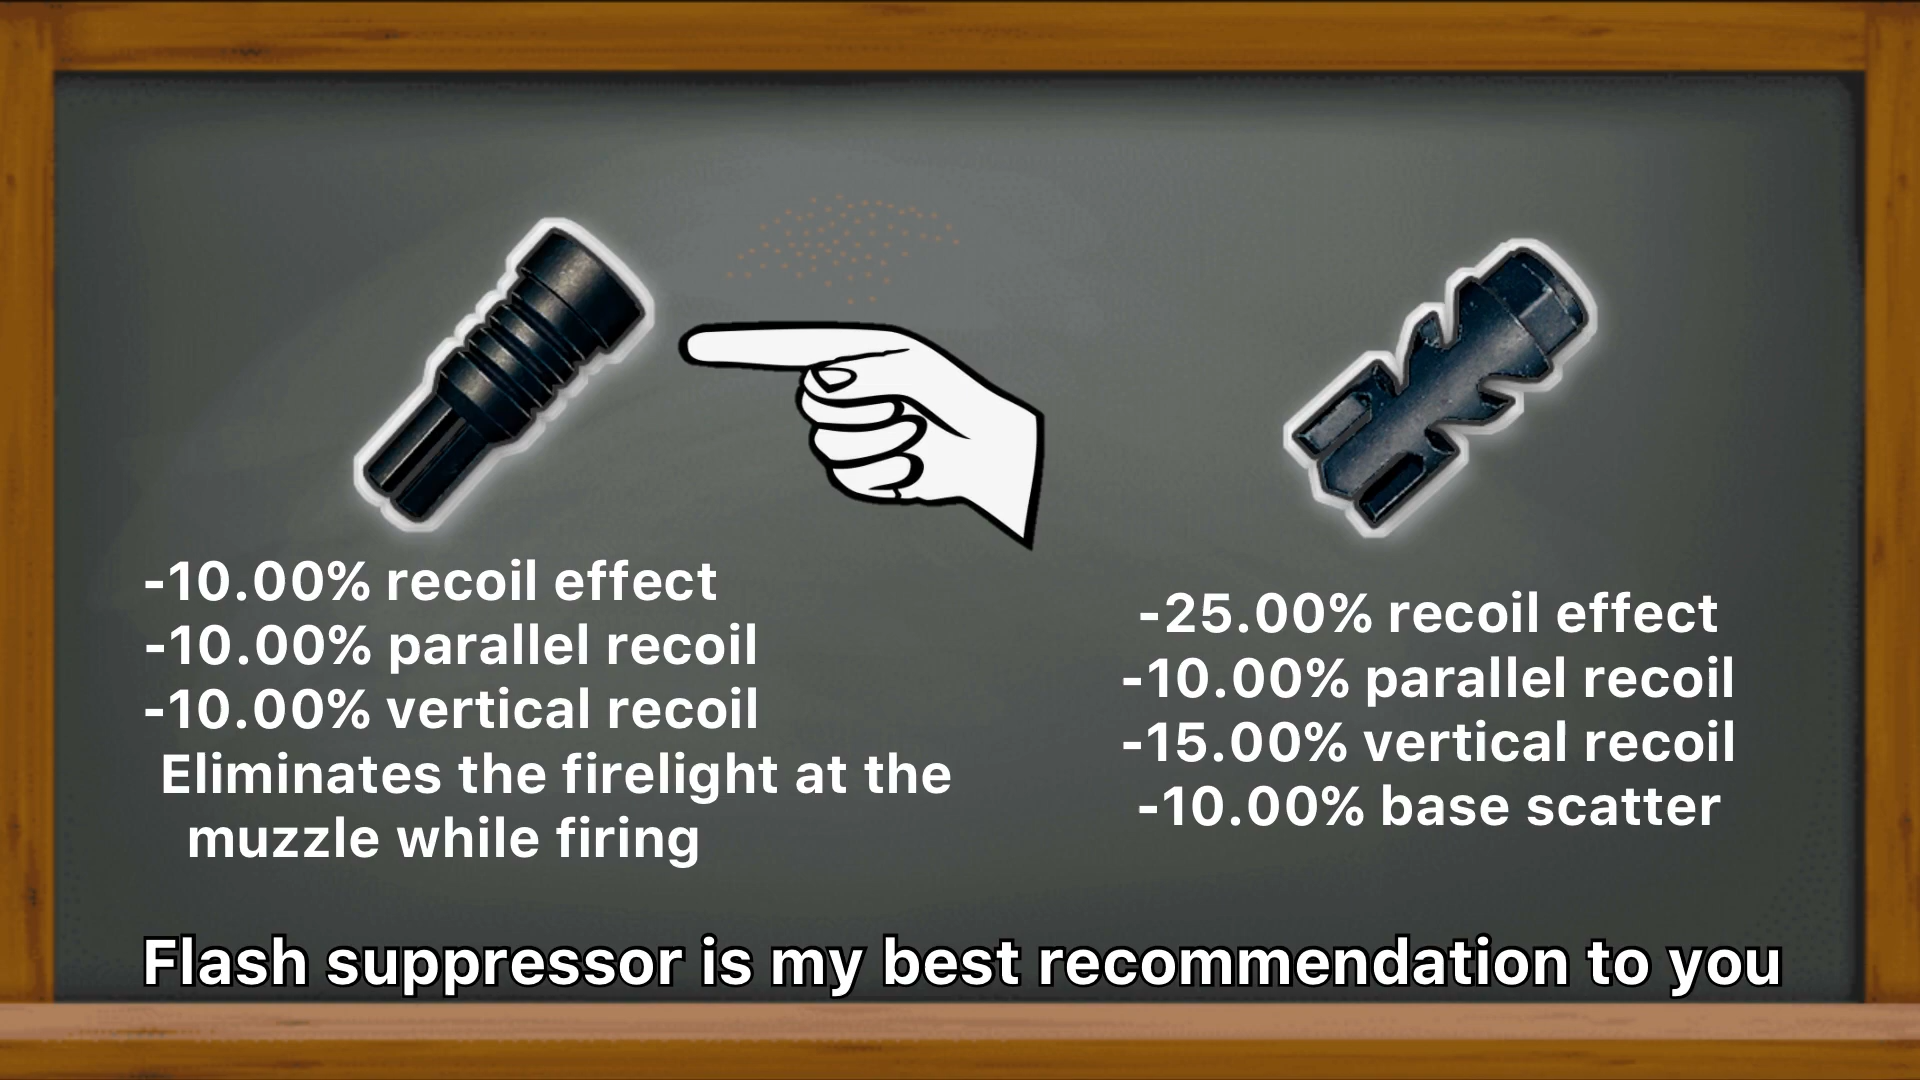 -10.00% recoil effect
-10.00% parallel recoil
-10.00% vertical recoil
Eliminates the firelight at the
muzzle while firing
-25.00% recoil effect
-10.00% parallel recoil
-15.00% vertical recoil
-10.00% base scatter
Flash suppressor is my best recommendation to you